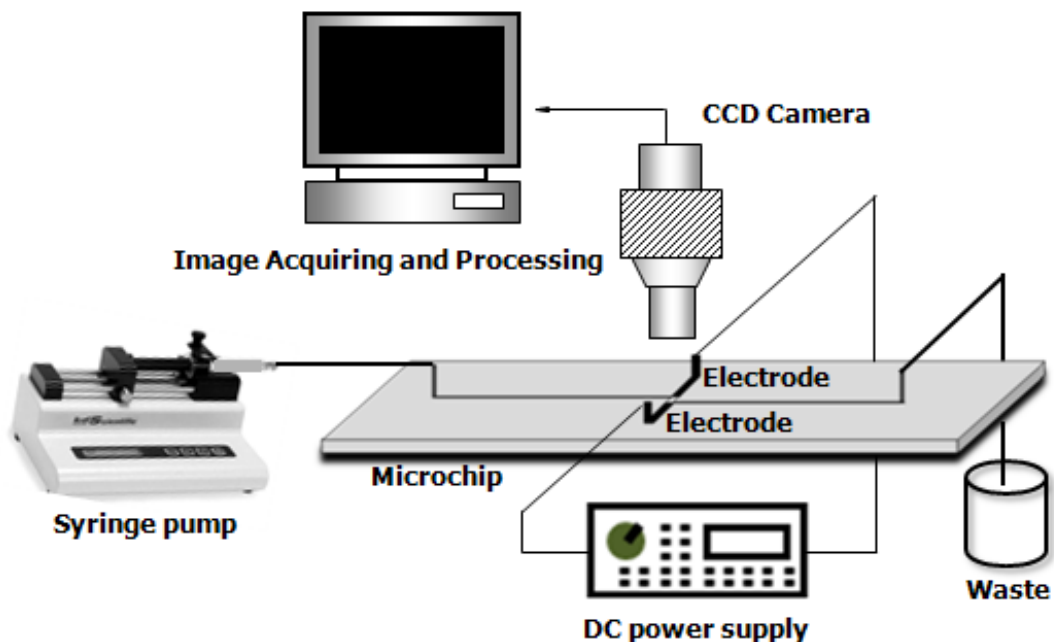 CCD Camera
Image Acquiring and Processing
Electrode
Electrode
Microchip
Syringe pump
Waste
DC power supply